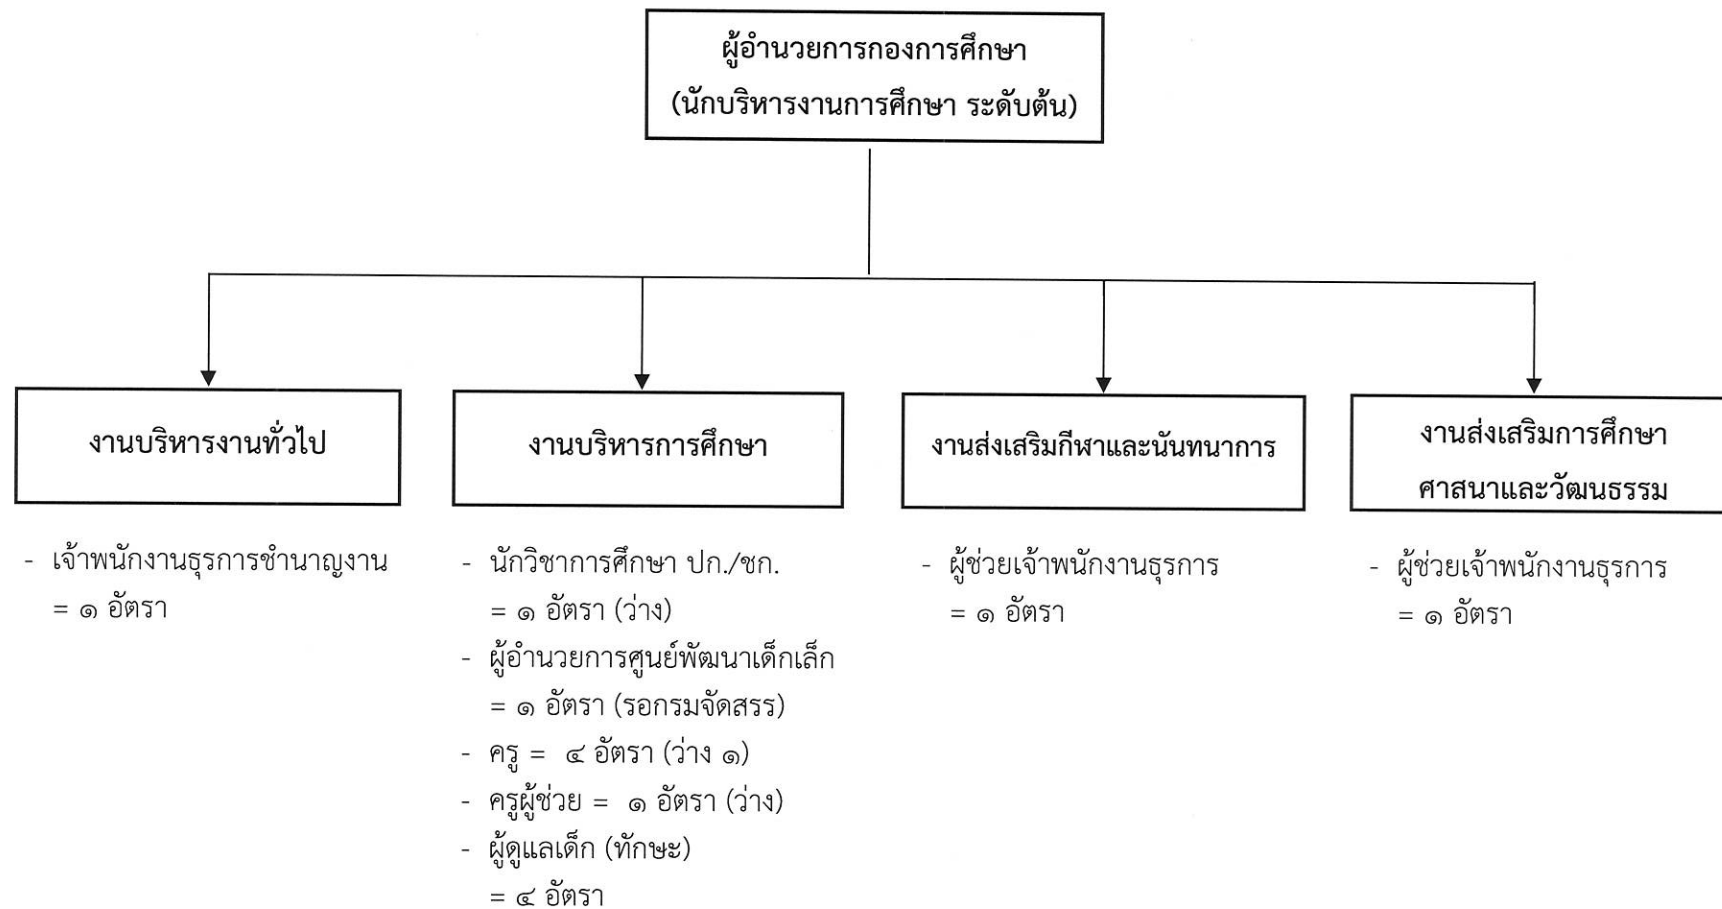 ผู้อำนวยการกองการศึกษา
(นักบริหารงานการศึกษา ระดับต้น)
งานบริหารงานทั่วไป
- เจ้าพนักงานธุรการชำนาญงาน
= ๑ อัตรา
งานบริหารการศึกษา
- นักวิชาการศึกษา ปก./ชก.
= ๑ อัตรา (ว่าง)
- ผู้อำนวยการศูนย์พัฒนาเด็กเล็ก
= ๑ อัตรา (รอกรมจัดสรร)
- ครู = ๔ อัตรา (ว่าง ๑)
- ครูผู้ช่วย = ๑ อัตรา (ว่าง)
- ผู้ดูแลเด็ก (ทักษะ)
= ๔ อัตรา
งานส่งเสริมกีฬาและนันทนาการ
- ผู้ช่วยเจ้าพนักงานธุรการ
= ๑ อัตรา
งานส่งเสริมการศึกษา
ศาสนาและวัฒนธรรม
- ผู้ช่วยเจ้าพนักงานธุรการ
= ๑ อัตรา